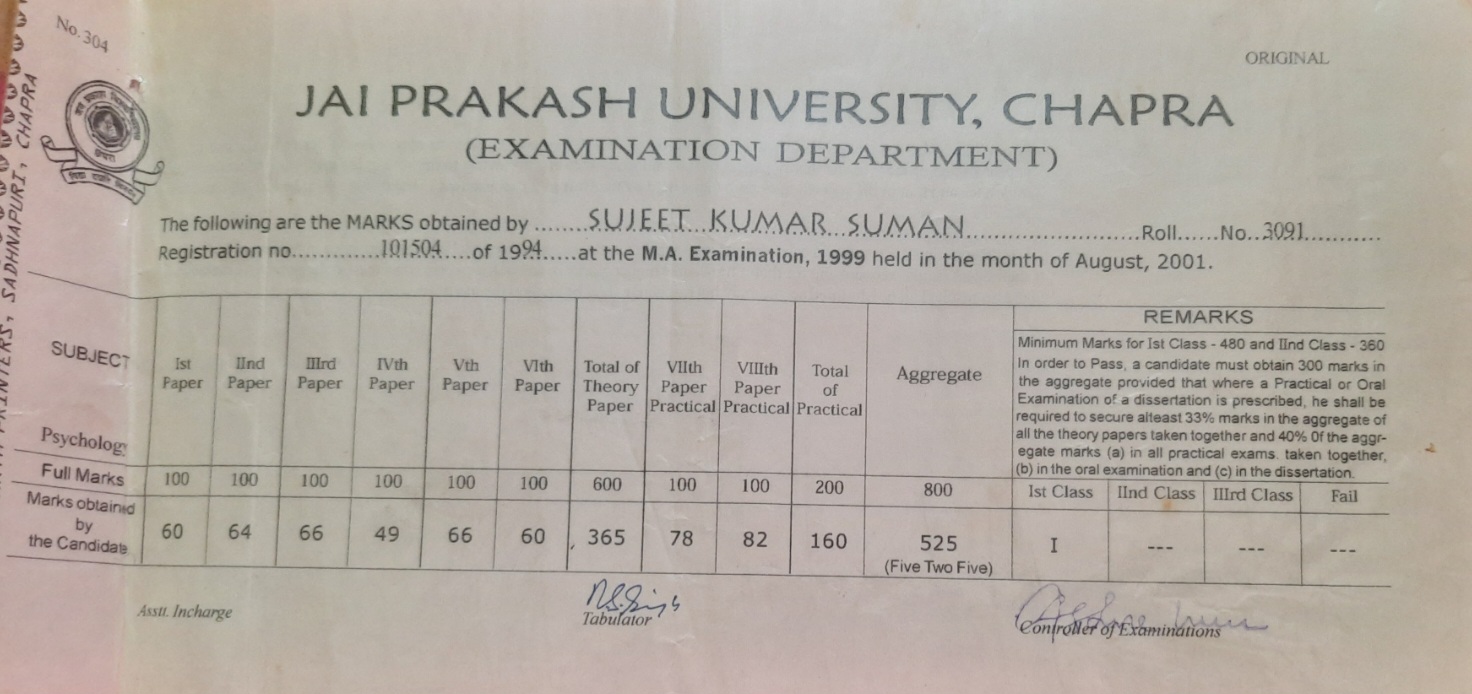 No. 304
ORIGINAL
JAI PRAKASH UNIVERSITY, CHAPRA
(EXAMINATION DEPARTMENT)
The following are the MARKS obtained by ........SUJEET KUMAR SUMAN.........................Roll......No...3091...........
Registration no.............101504....of 1994.....at the M.A. Examination, 1999 held in the month of August, 2001.
SUBJECT
Psychology
Ist Paper
IInd Paper
IIIrd Paper
IVth Paper
Vth Paper
VIth Paper
Total of Theory Paper
VIIth Paper Practical
VIIIth Paper Practical
Total of Practical
Aggregate
REMARKS
Minimum Marks for Ist Class - 480 and IInd Class - 360
In order to Pass, a candidate must obtain 300 marks in
the aggregate provided that where a Practical or Oral
Examination of a dissertation is prescribed, he shall be
required to secure alteast 33% marks in the aggregate of
all the theory papers taken together and 40% 0f the aggr-
egate marks (a) in all practical exams. taken together,
(b) in the oral examination and (c) in the dissertation.
Full Marks 100 100 100 100 100 100 600 100 100 200 800 Ist Class IInd Class IIIrd Class Fail
Marks obtained by the Candidate 60 64 66 49 66 60 365 78 82 160 525 I --- --- ---
(Five Two Five)
Asstt. Incharge
Tabulator
Controller of Examinations
PRINTERS, SADHNAPURI, CHAPRA